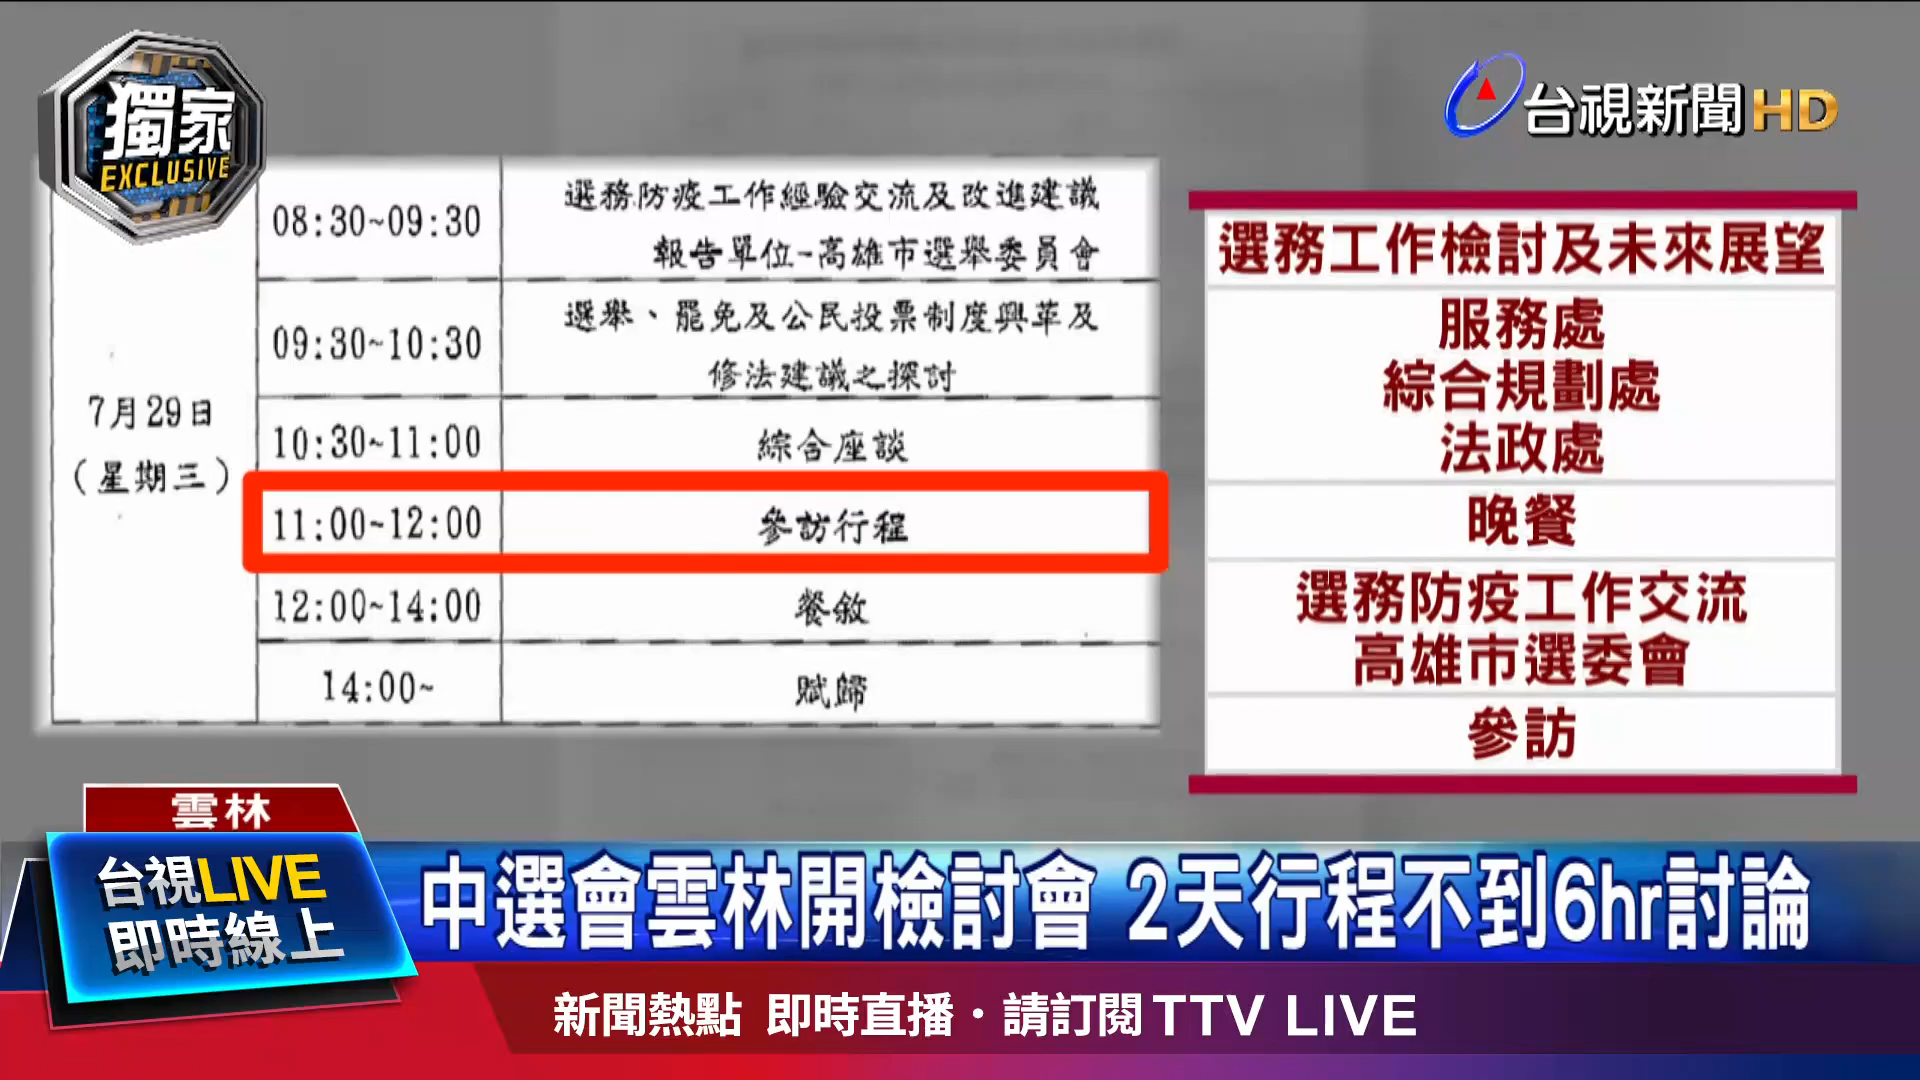 獨家
EXCLUSIVE
台視新聞HD
7月29日
(星期三)
08:30~09:30
選務防疫工作經驗交流及改進建議
報告單位-高雄市選舉委員會
09:30~10:30
選舉、罷免及公民投票制度興革及
修法建議之探討
10:30~11:00
綜合座談
11:00~12:00
參訪行程
12:00~14:00
餐敘
14:00~
賦歸
選務工作檢討及未來展望
服務處
綜合規劃處
法政處
晚餐
選務防疫工作交流
高雄市選委會
參訪
雲林
台視LIVE
即時線上
中選會雲林開檢討會 2天行程不到6hr討論
新聞熱點 即時直播·請訂閱TTV LIVE